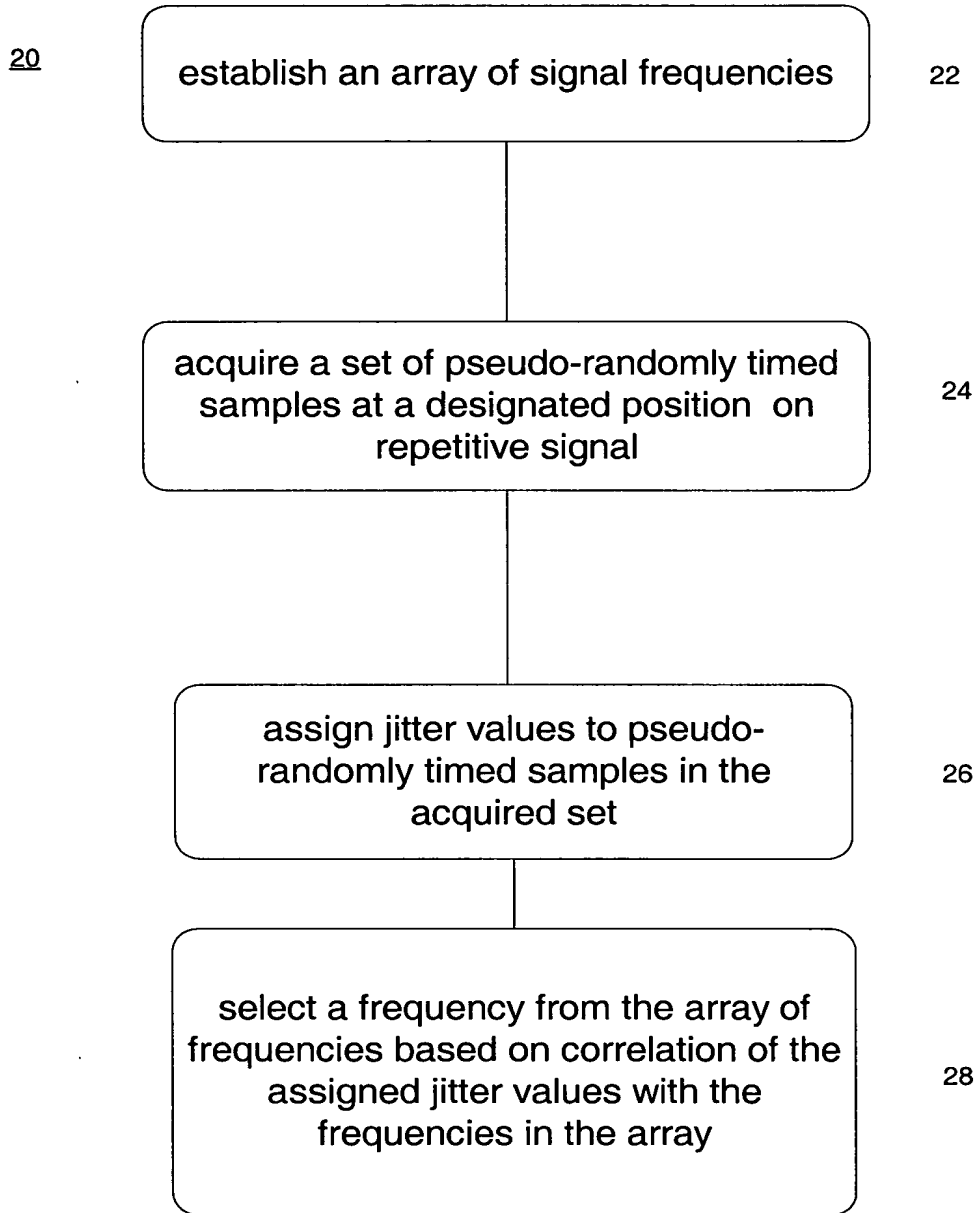 20
establish an array of signal frequencies
22
acquire a set of pseudo-randomly timed
samples at a designated position on
repetitive signal
24
assign jitter values to pseudo-
randomly timed samples in the
acquired set
26
select a frequency from the array of
frequencies based on correlation of the
assigned jitter values with the
frequencies in the array
28